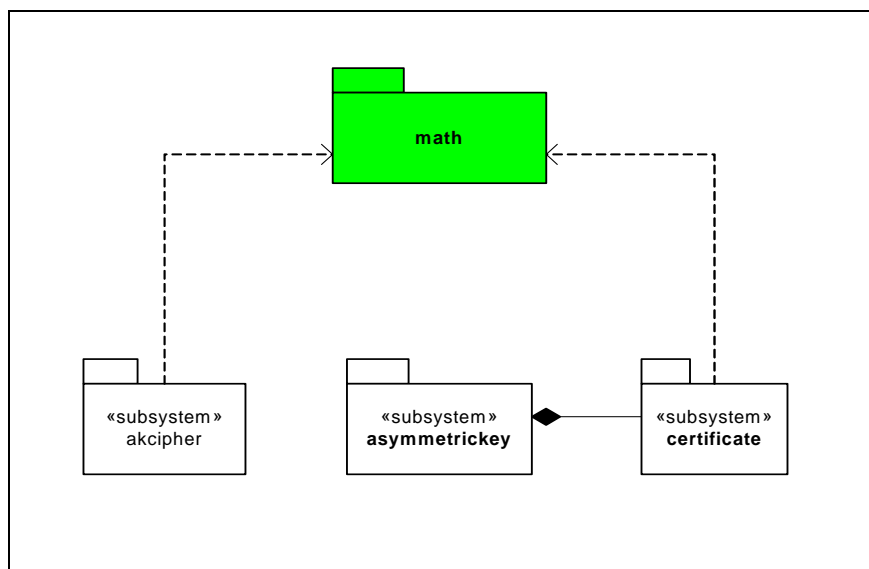 math
«subsystem»
akcipher
«subsystem»
asymmetrickey
«subsystem»
certificate